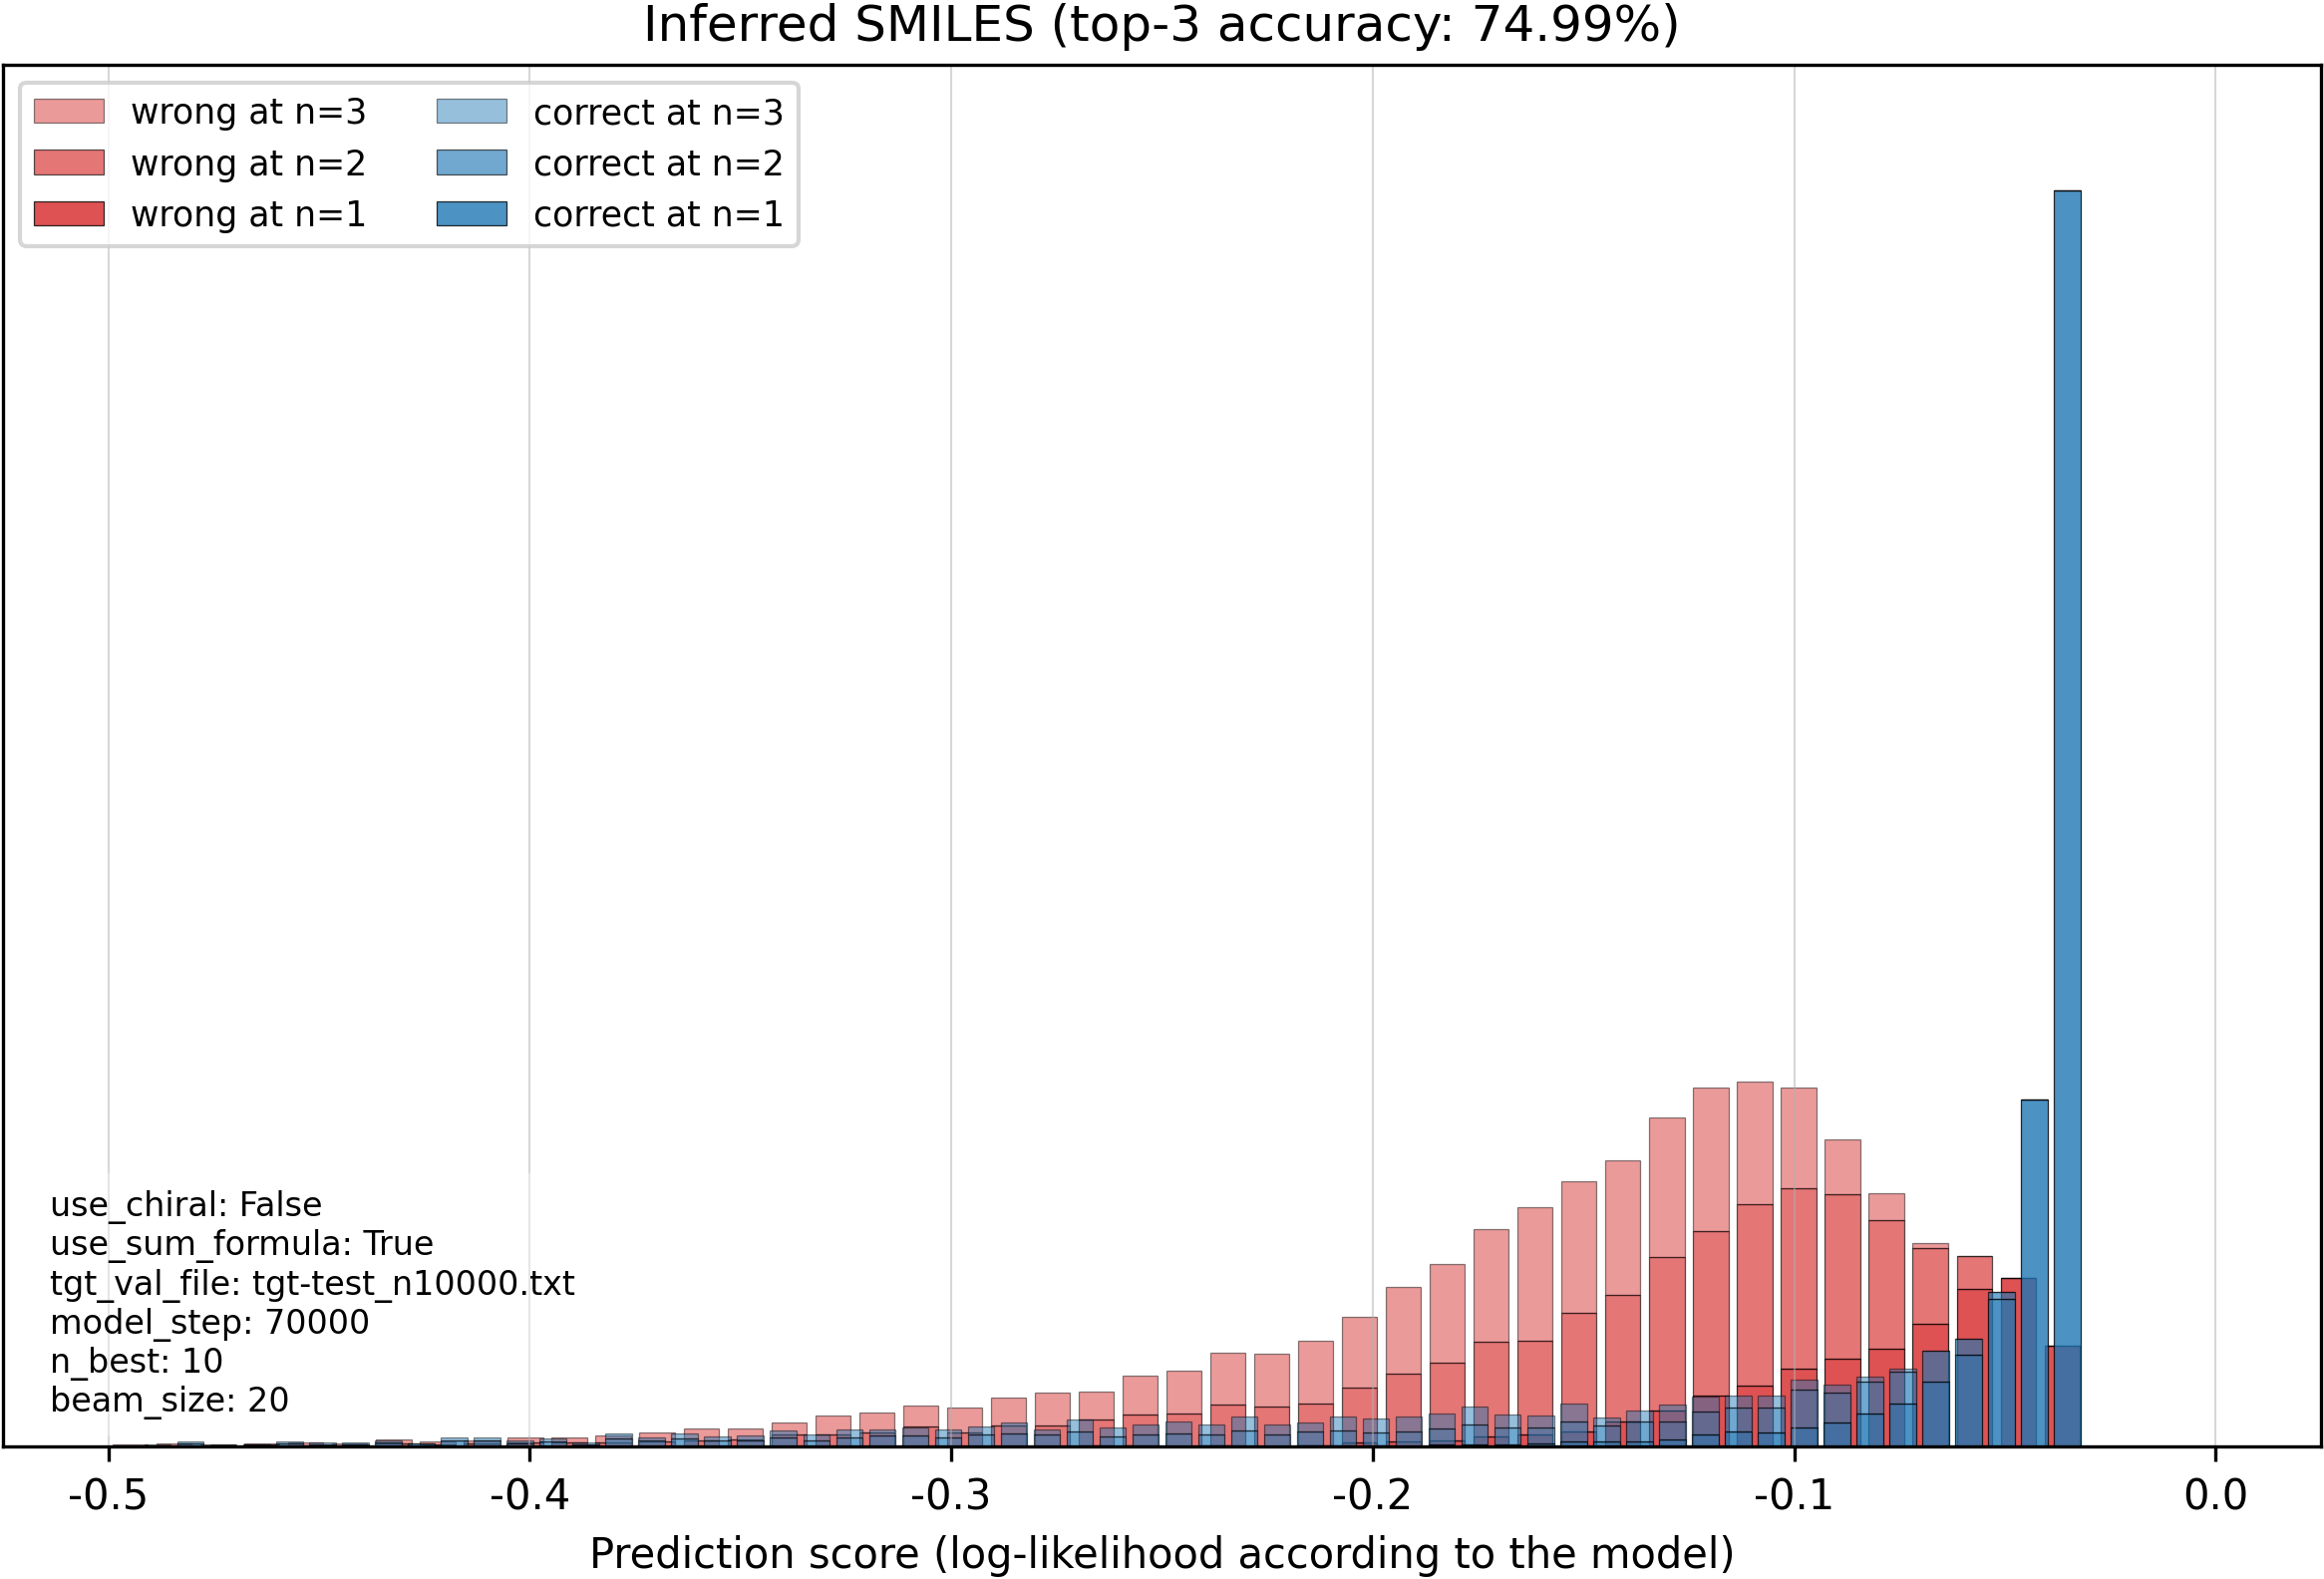 Inferred SMILES (top-3 accuracy: 74.99%)
wrong at n=3
wrong at n=2
wrong at n=1
correct at n=3
correct at n=2
correct at n=1
use_chiral: False
use_sum_formula: True
tgt_val_file: tgt-test_n10000.txt
model_step: 70000
n_best: 10
beam_size: 20
-0.5 -0.4 -0.3 -0.2 -0.1 0.0
Prediction score (log-likelihood according to the model)